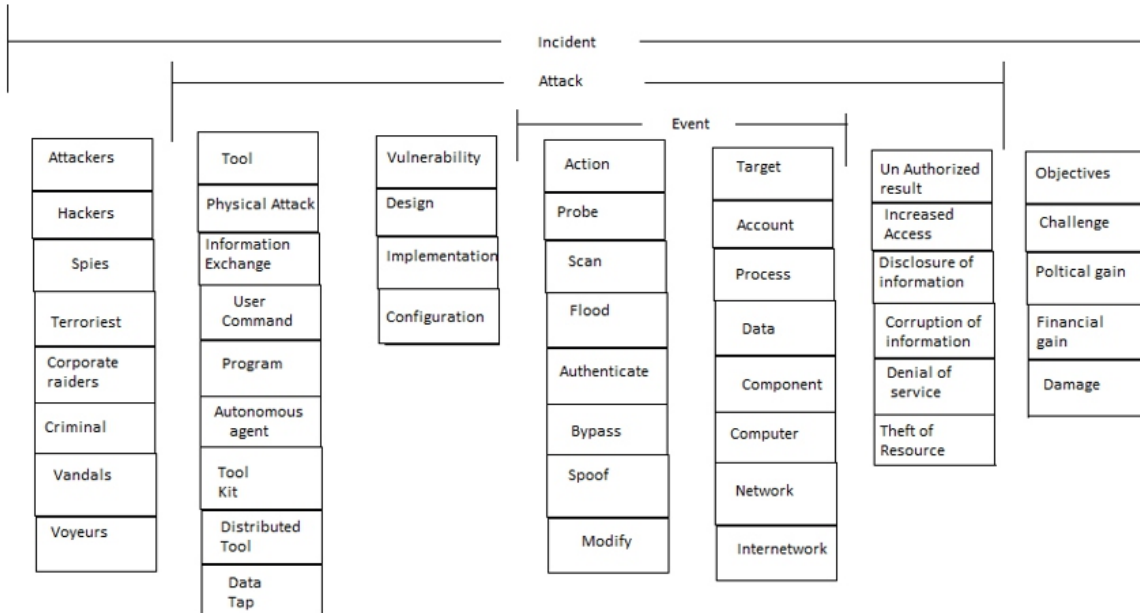 Incident
Attack
Event
Attackers
Hackers
Spies
Terroriest
Corporate
raiders
Criminal
Vandals
Voyeurs
Tool
Physical Attack
Information
Exchange
User
Command
Program
Autonomous
agent
Tool
Kit
Distributed
Tool
Data
Tap
Vulnerability
Design
Implementation
Configuration
Action
Probe
Scan
Flood
Authenticate
Bypass
Spoof
Modify
Target
Account
Process
Data
Component
Computer
Network
Internetwork
Un Authorized
result
Increased
Access
Disclosure of
information
Corruption of
information
Denial of
service
Theft of
Resource
Objectives
Challenge
Poltical gain
Financial
gain
Damage